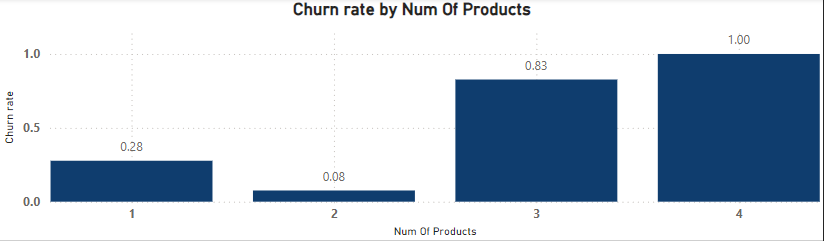 Churn rate by Num Of Products
1.00
1.0
0.83
Churn rate
0.5
0.28
0.08
0.0
1 2 3 4
Num Of Products